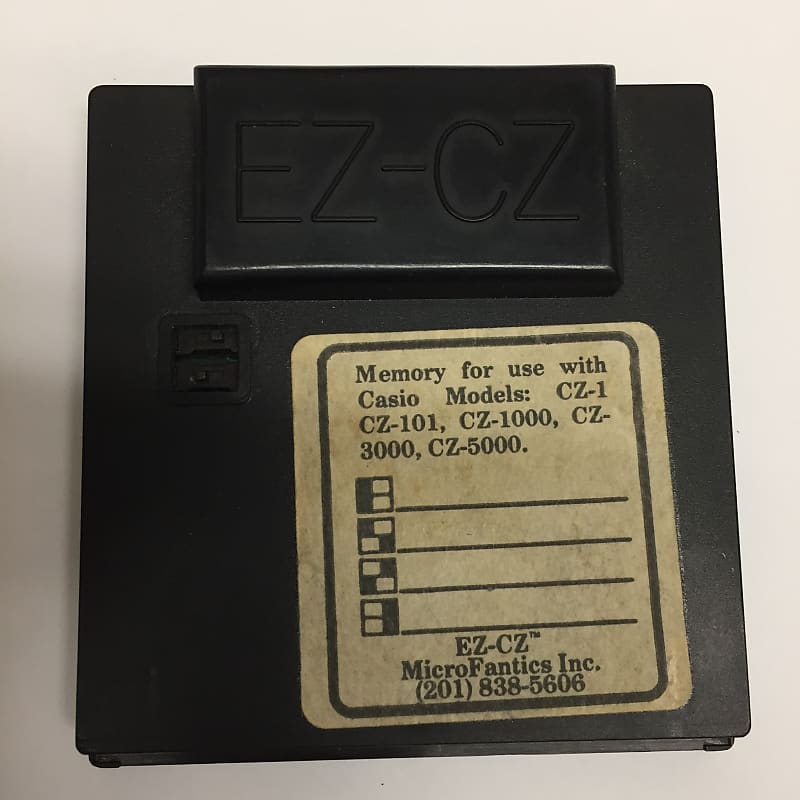 EZ-CZ
Memory for use with
Casio Models: CZ-1
CZ-101, CZ-1000, CZ-
3000, CZ-5000.
EZ-CZ™
MicroFantics Inc.
(201) 838-5606